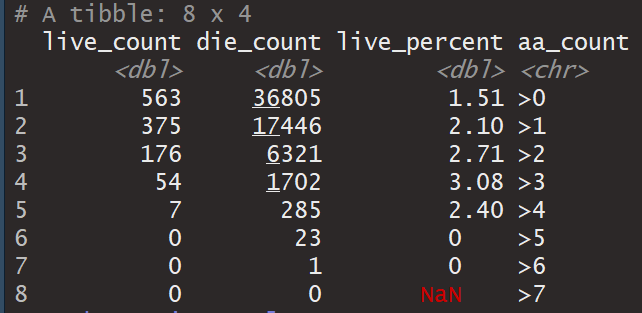 # A tibble: 8 x 4
live_count die_count live_percent aa_count
<dbl> <dbl> <dbl> <chr>
1 563 36805 1.51 >0
2 375 17446 2.10 >1
3 176 6321 2.71 >2
4 54 1702 3.08 >3
5 7 285 2.40 >4
6 0 23 0 >5
7 0 1 0 >6
8 0 0 NaN >7